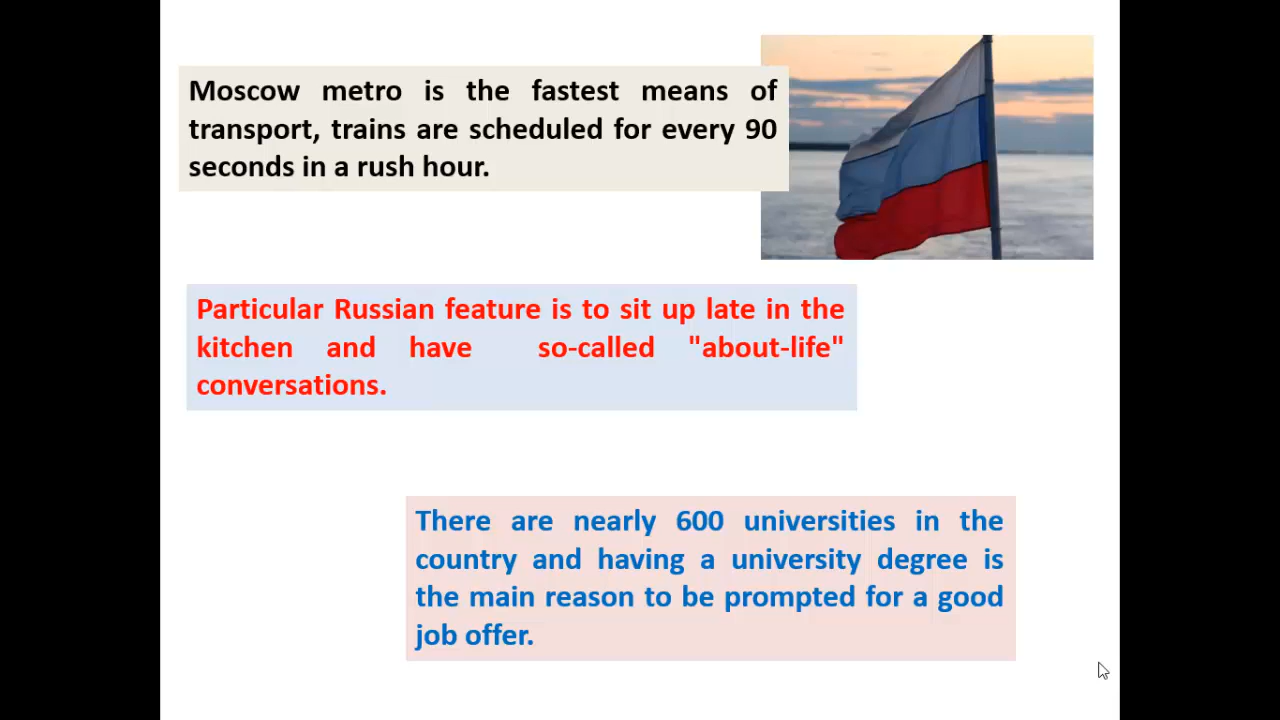 Moscow metro is the fastest means of
transport, trains are scheduled for every 90
seconds in a rush hour.
Particular Russian feature is to sit up late in the
kitchen and have so-called "about-life"
conversations.
There are nearly 600 universities in the
country and having a university degree is
the main reason to be prompted for a good
job offer.